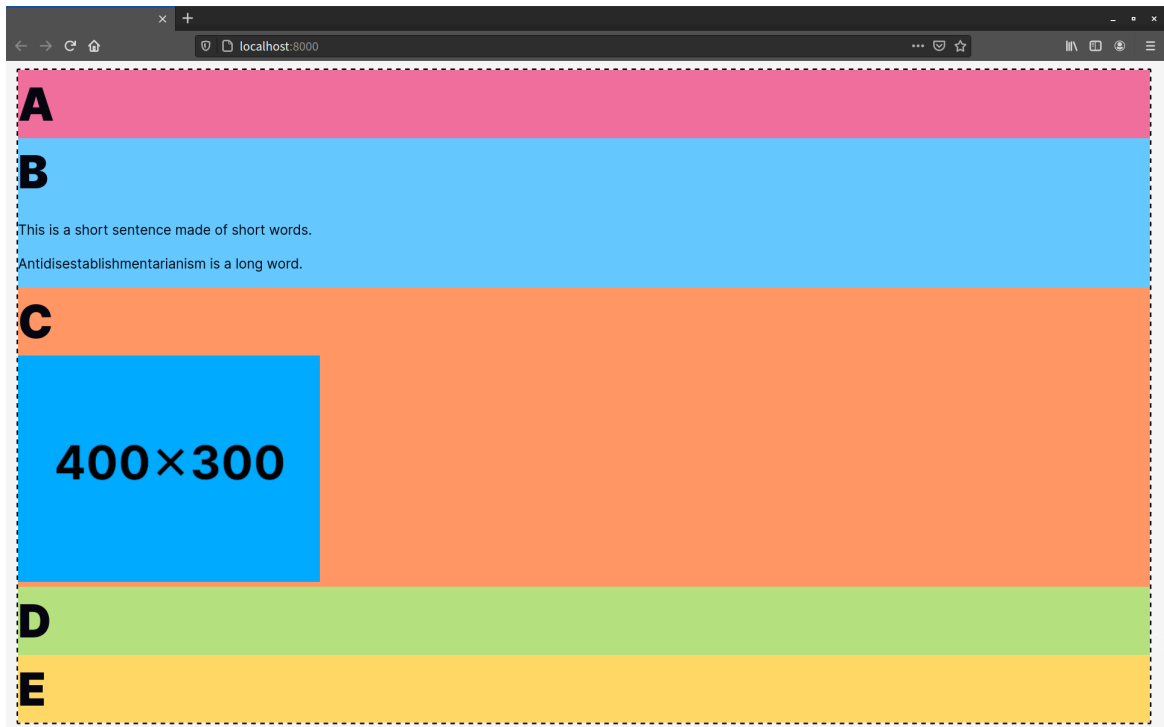 localhost:8000
A
B
This is a short sentence made of short words.
Antidisestablishmentarianism is a long word.
C
400×300
D
E